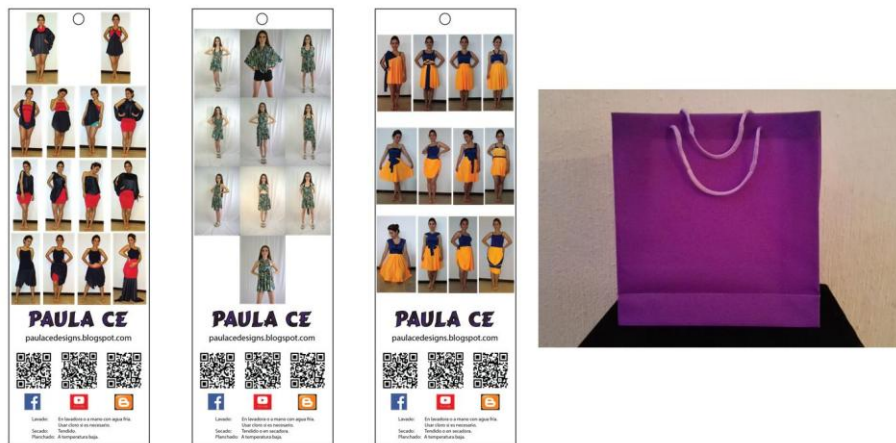 PAULA CE
paulacedesigns.blogspot.com
Lavado: En lavadora o a mano con agua fría.
Usar cloro si es necesario.
Secado: Tendido o en secadora.
Planchado: A temperatura baja.
PAULA CE
paulacedesigns.blogspot.com
Lavado: En lavadora o a mano con agua fría.
Usar cloro si es necesario.
Secado: Tendido o en secadora.
Planchado: A temperatura baja.
PAULA CE
paulacedesigns.blogspot.com
Lavado: En lavadora o a mano con agua fría.
Usar cloro si es necesario.
Secado: Tendido o en secadora.
Planchado: A temperatura baja.